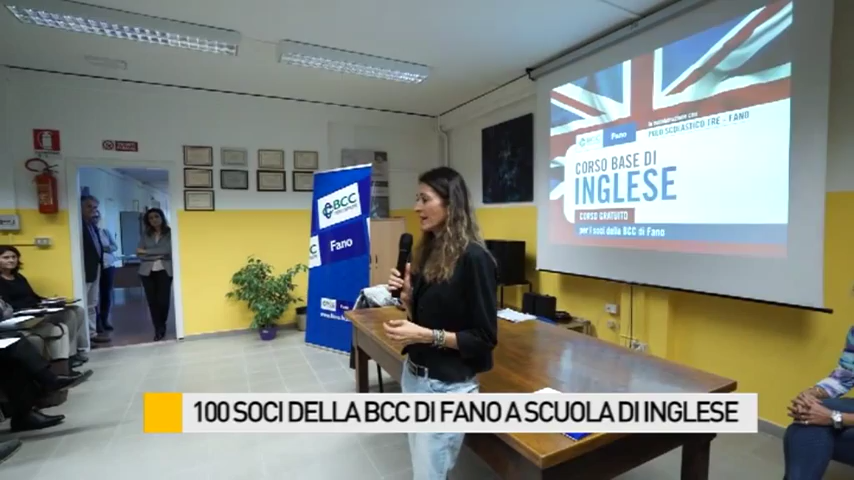 in collaborazione con
POLO SCOLASTICO TRE - FANO
BCC
Fano
CORSO BASE DI
INGLESE
CORSO GRATUITO
per i soci della BCC di Fano
BCC
Fano
100 SOCI DELLA BCC DI FANO A SCUOLA DI INGLESE